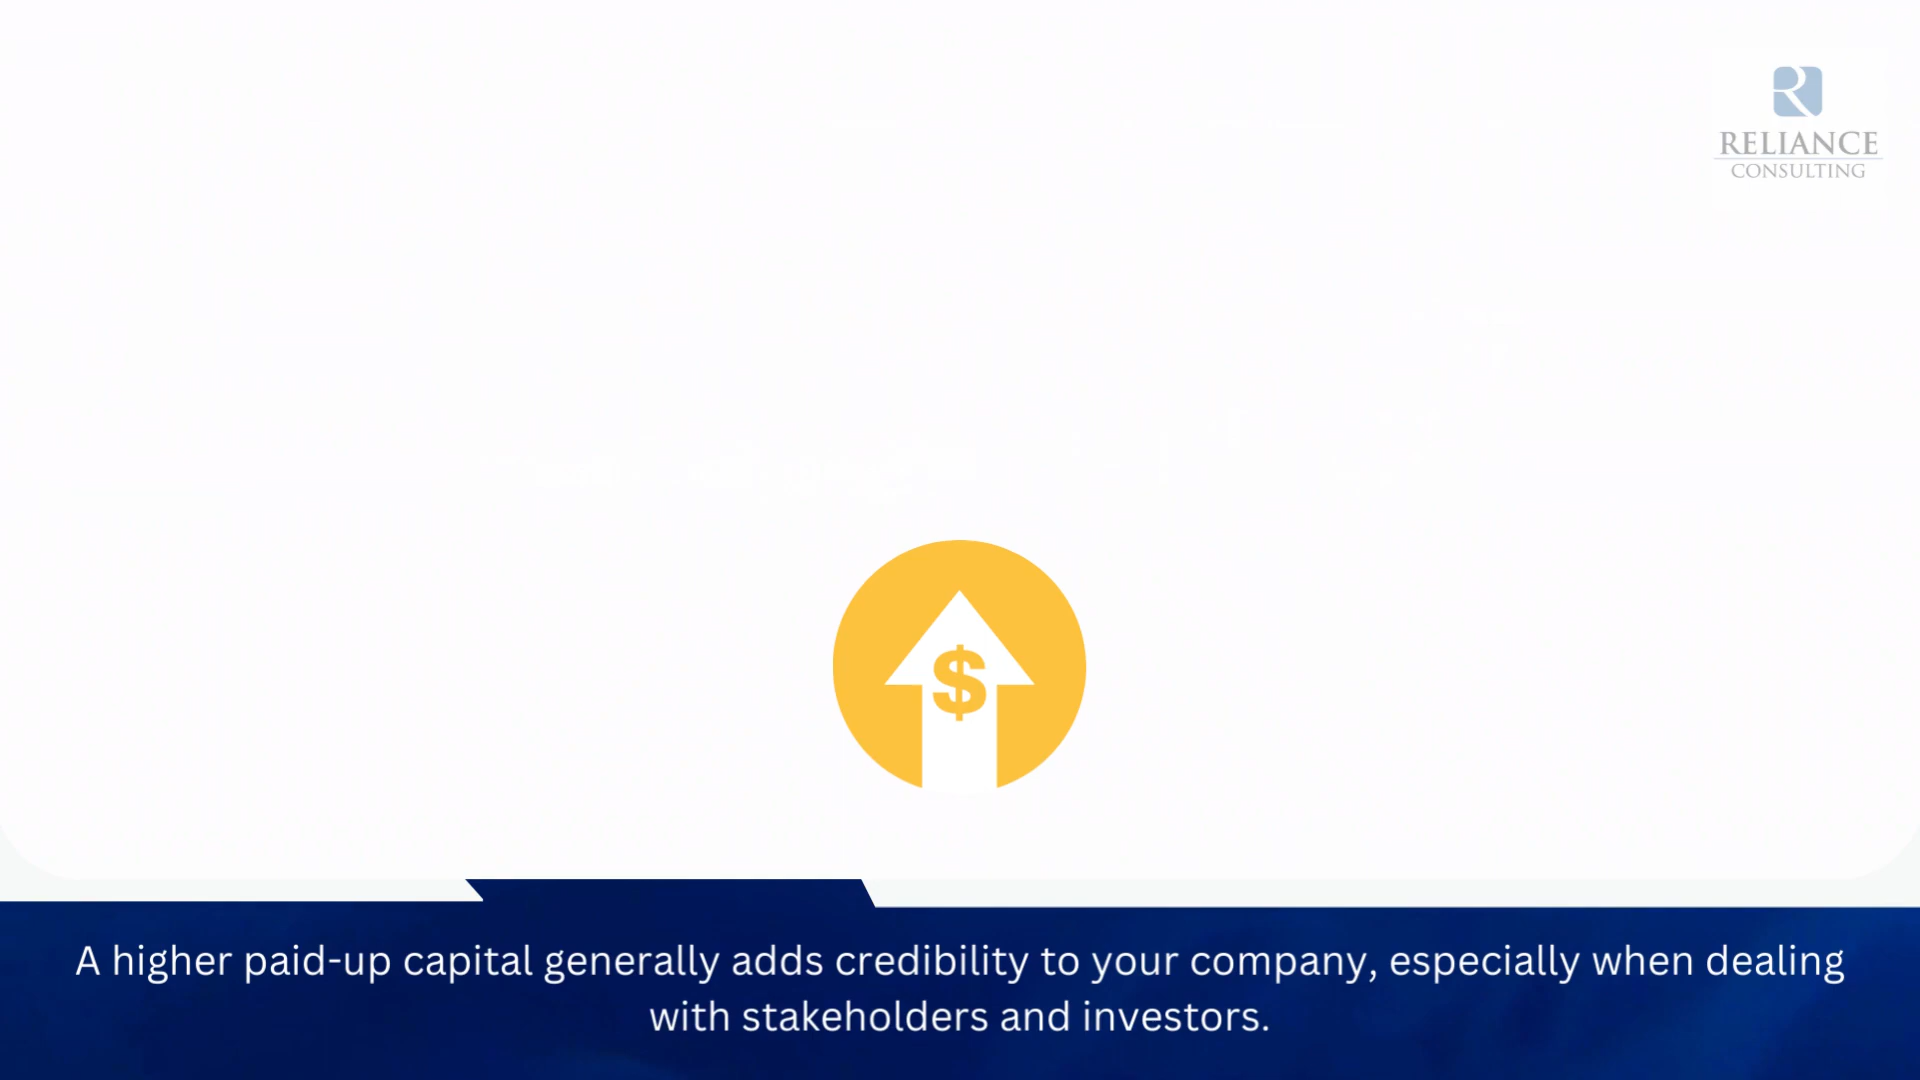 RELIANCE
CONSULTING
$
A higher paid-up capital generally adds credibility to your company, especially when dealing
with stakeholders and investors.